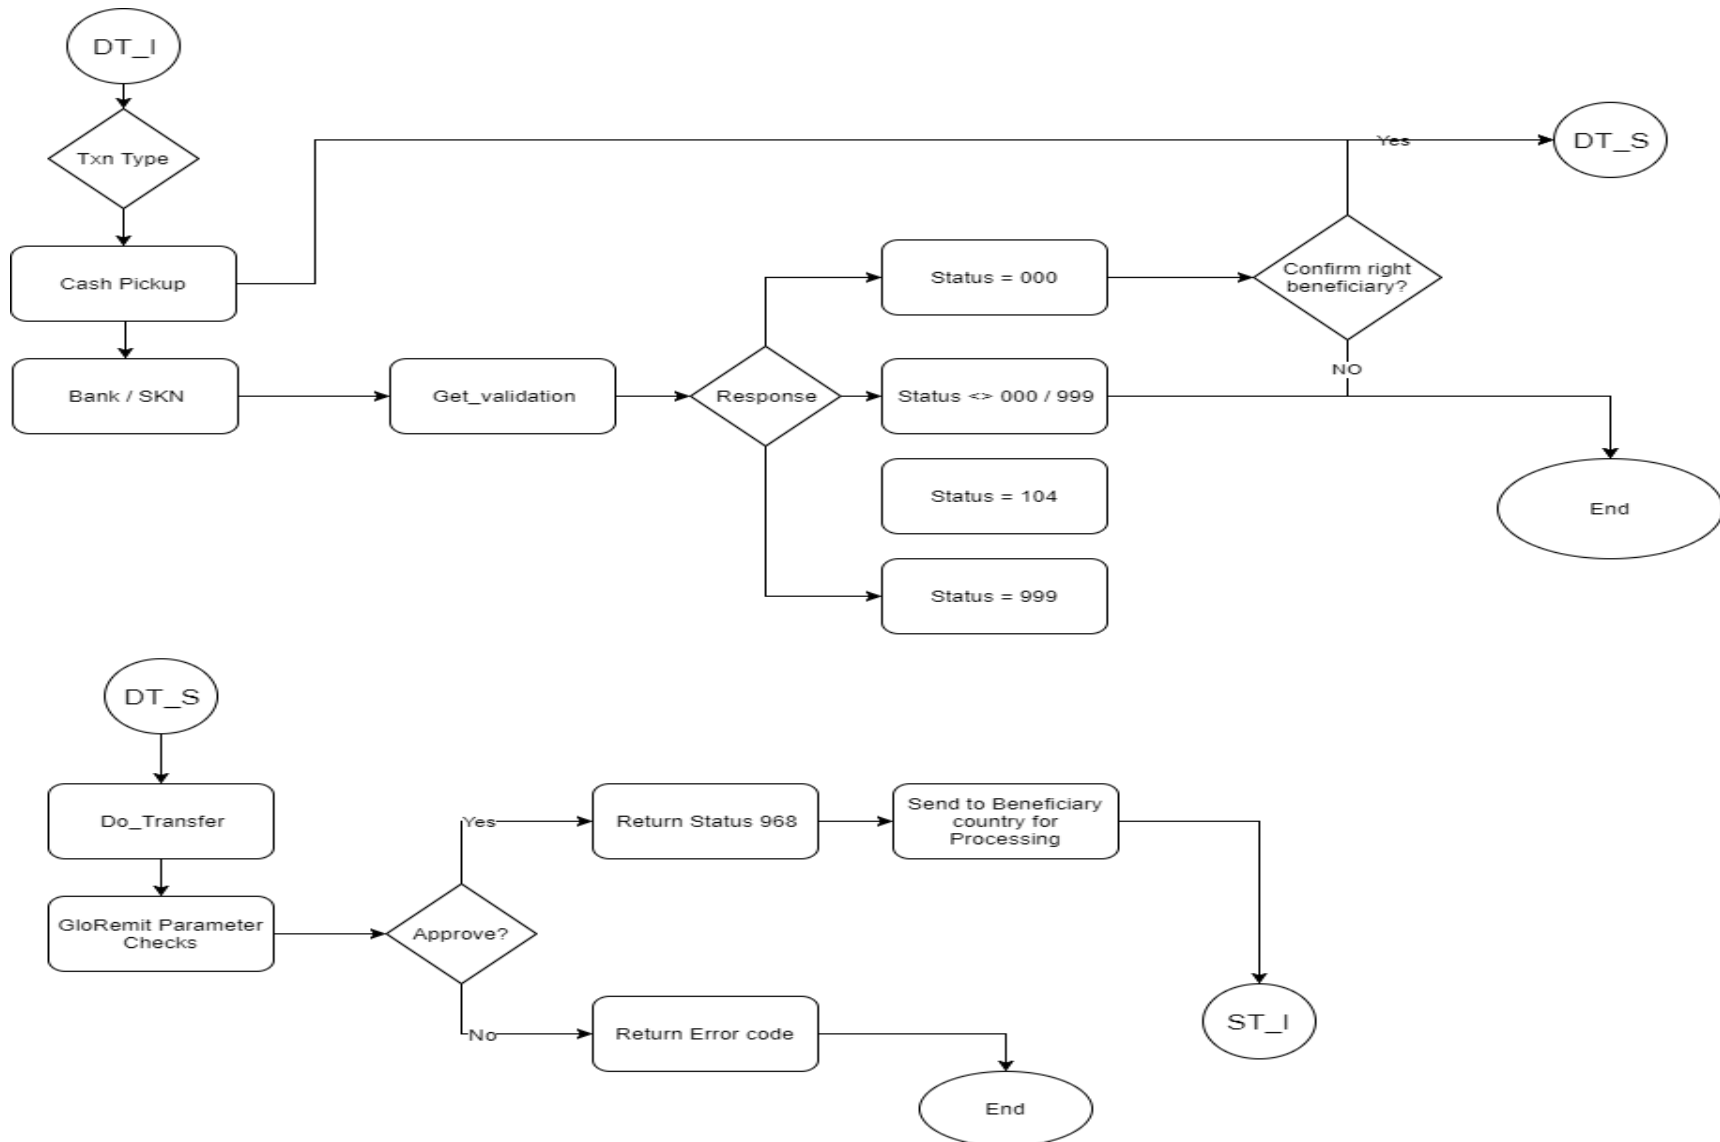 DT_I
Txn Type
Yes
DT_S
Cash Pickup
Status = 000
Confirm right
beneficiary?
NO
Bank / SKN
Get_validation
Response
Status <> 000 / 999
Status = 104
End
Status = 999
DT_S
Do_Transfer
Yes
Return Status 968
Send to Beneficiary
country for
Processing
GloRemit Parameter
Checks
Approve?
No
Return Error code
ST_I
End